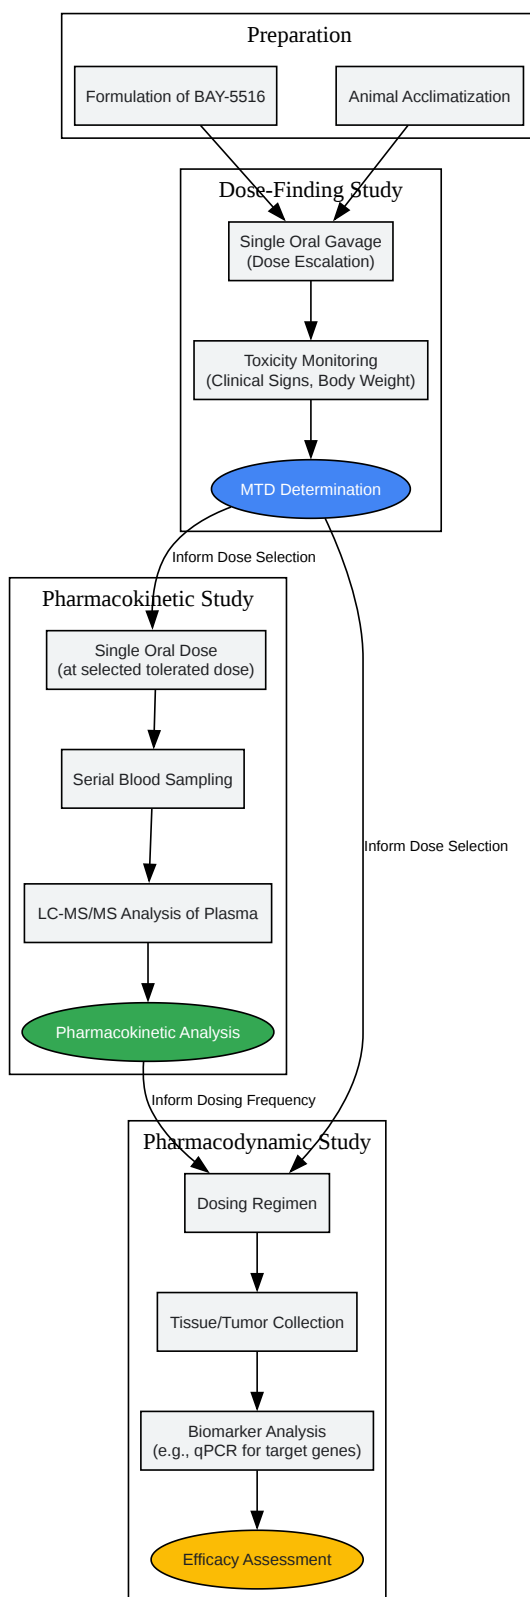 Preparation
Formulation of BAY-5516
Animal Acclimatization
Dose-Finding Study
Single Oral Gavage
(Dose Escalation)
Toxicity Monitoring
(Clinical Signs, Body Weight)
MTD Determination
Inform Dose Selection
Pharmacokinetic Study
Single Oral Dose
(at selected tolerated dose)
Serial Blood Sampling
Inform Dose Selection
LC-MS/MS Analysis of Plasma
Pharmacokinetic Analysis
Inform Dosing Frequency
Pharmacodynamic Study
Dosing Regimen
Tissue/Tumor Collection
Biomarker Analysis
(e.g., qPCR for target genes)
Efficacy Assessment